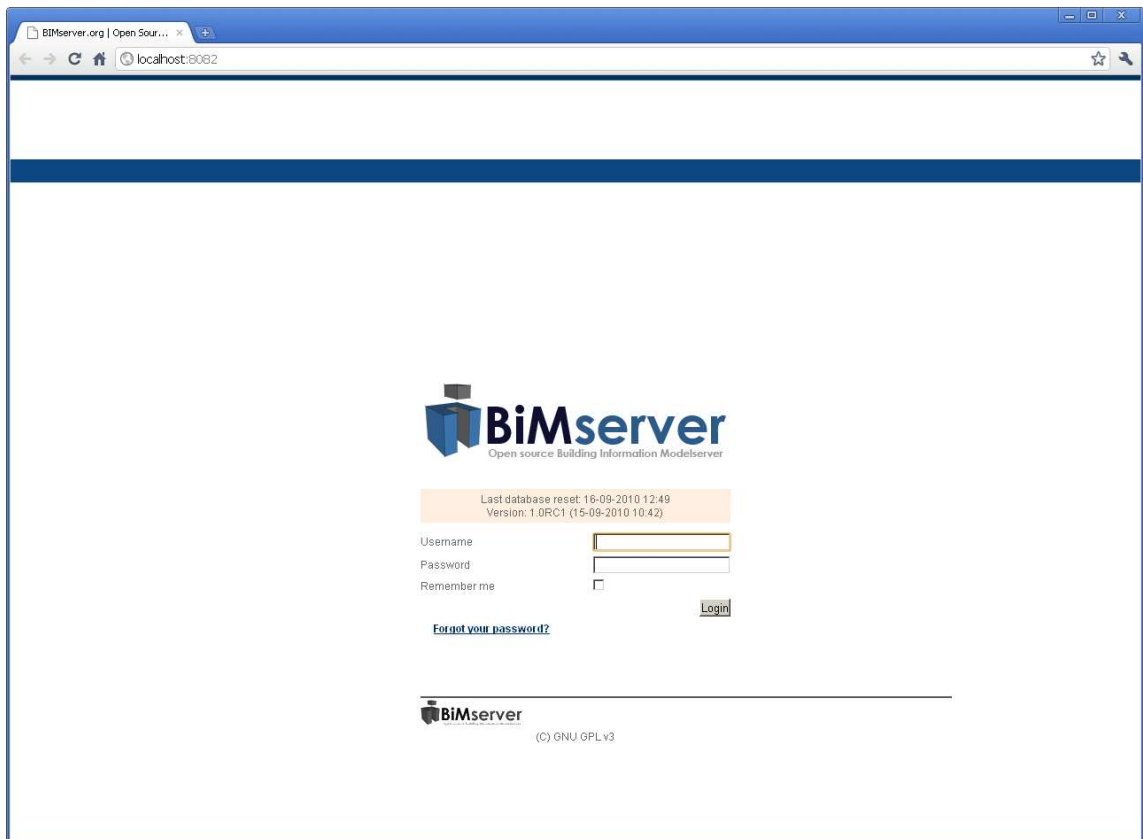 BIMserver.org | Open Sour...
localhost:8082
BiMserver
Open source Building Information Modelserver
Last database reset: 16-09-2010 12:49
Version: 1.0RC1 (15-09-2010 10:42)
Username
Password
Remember me
Login
Forgot your password?
BiMserver
(C) GNU GPL v3